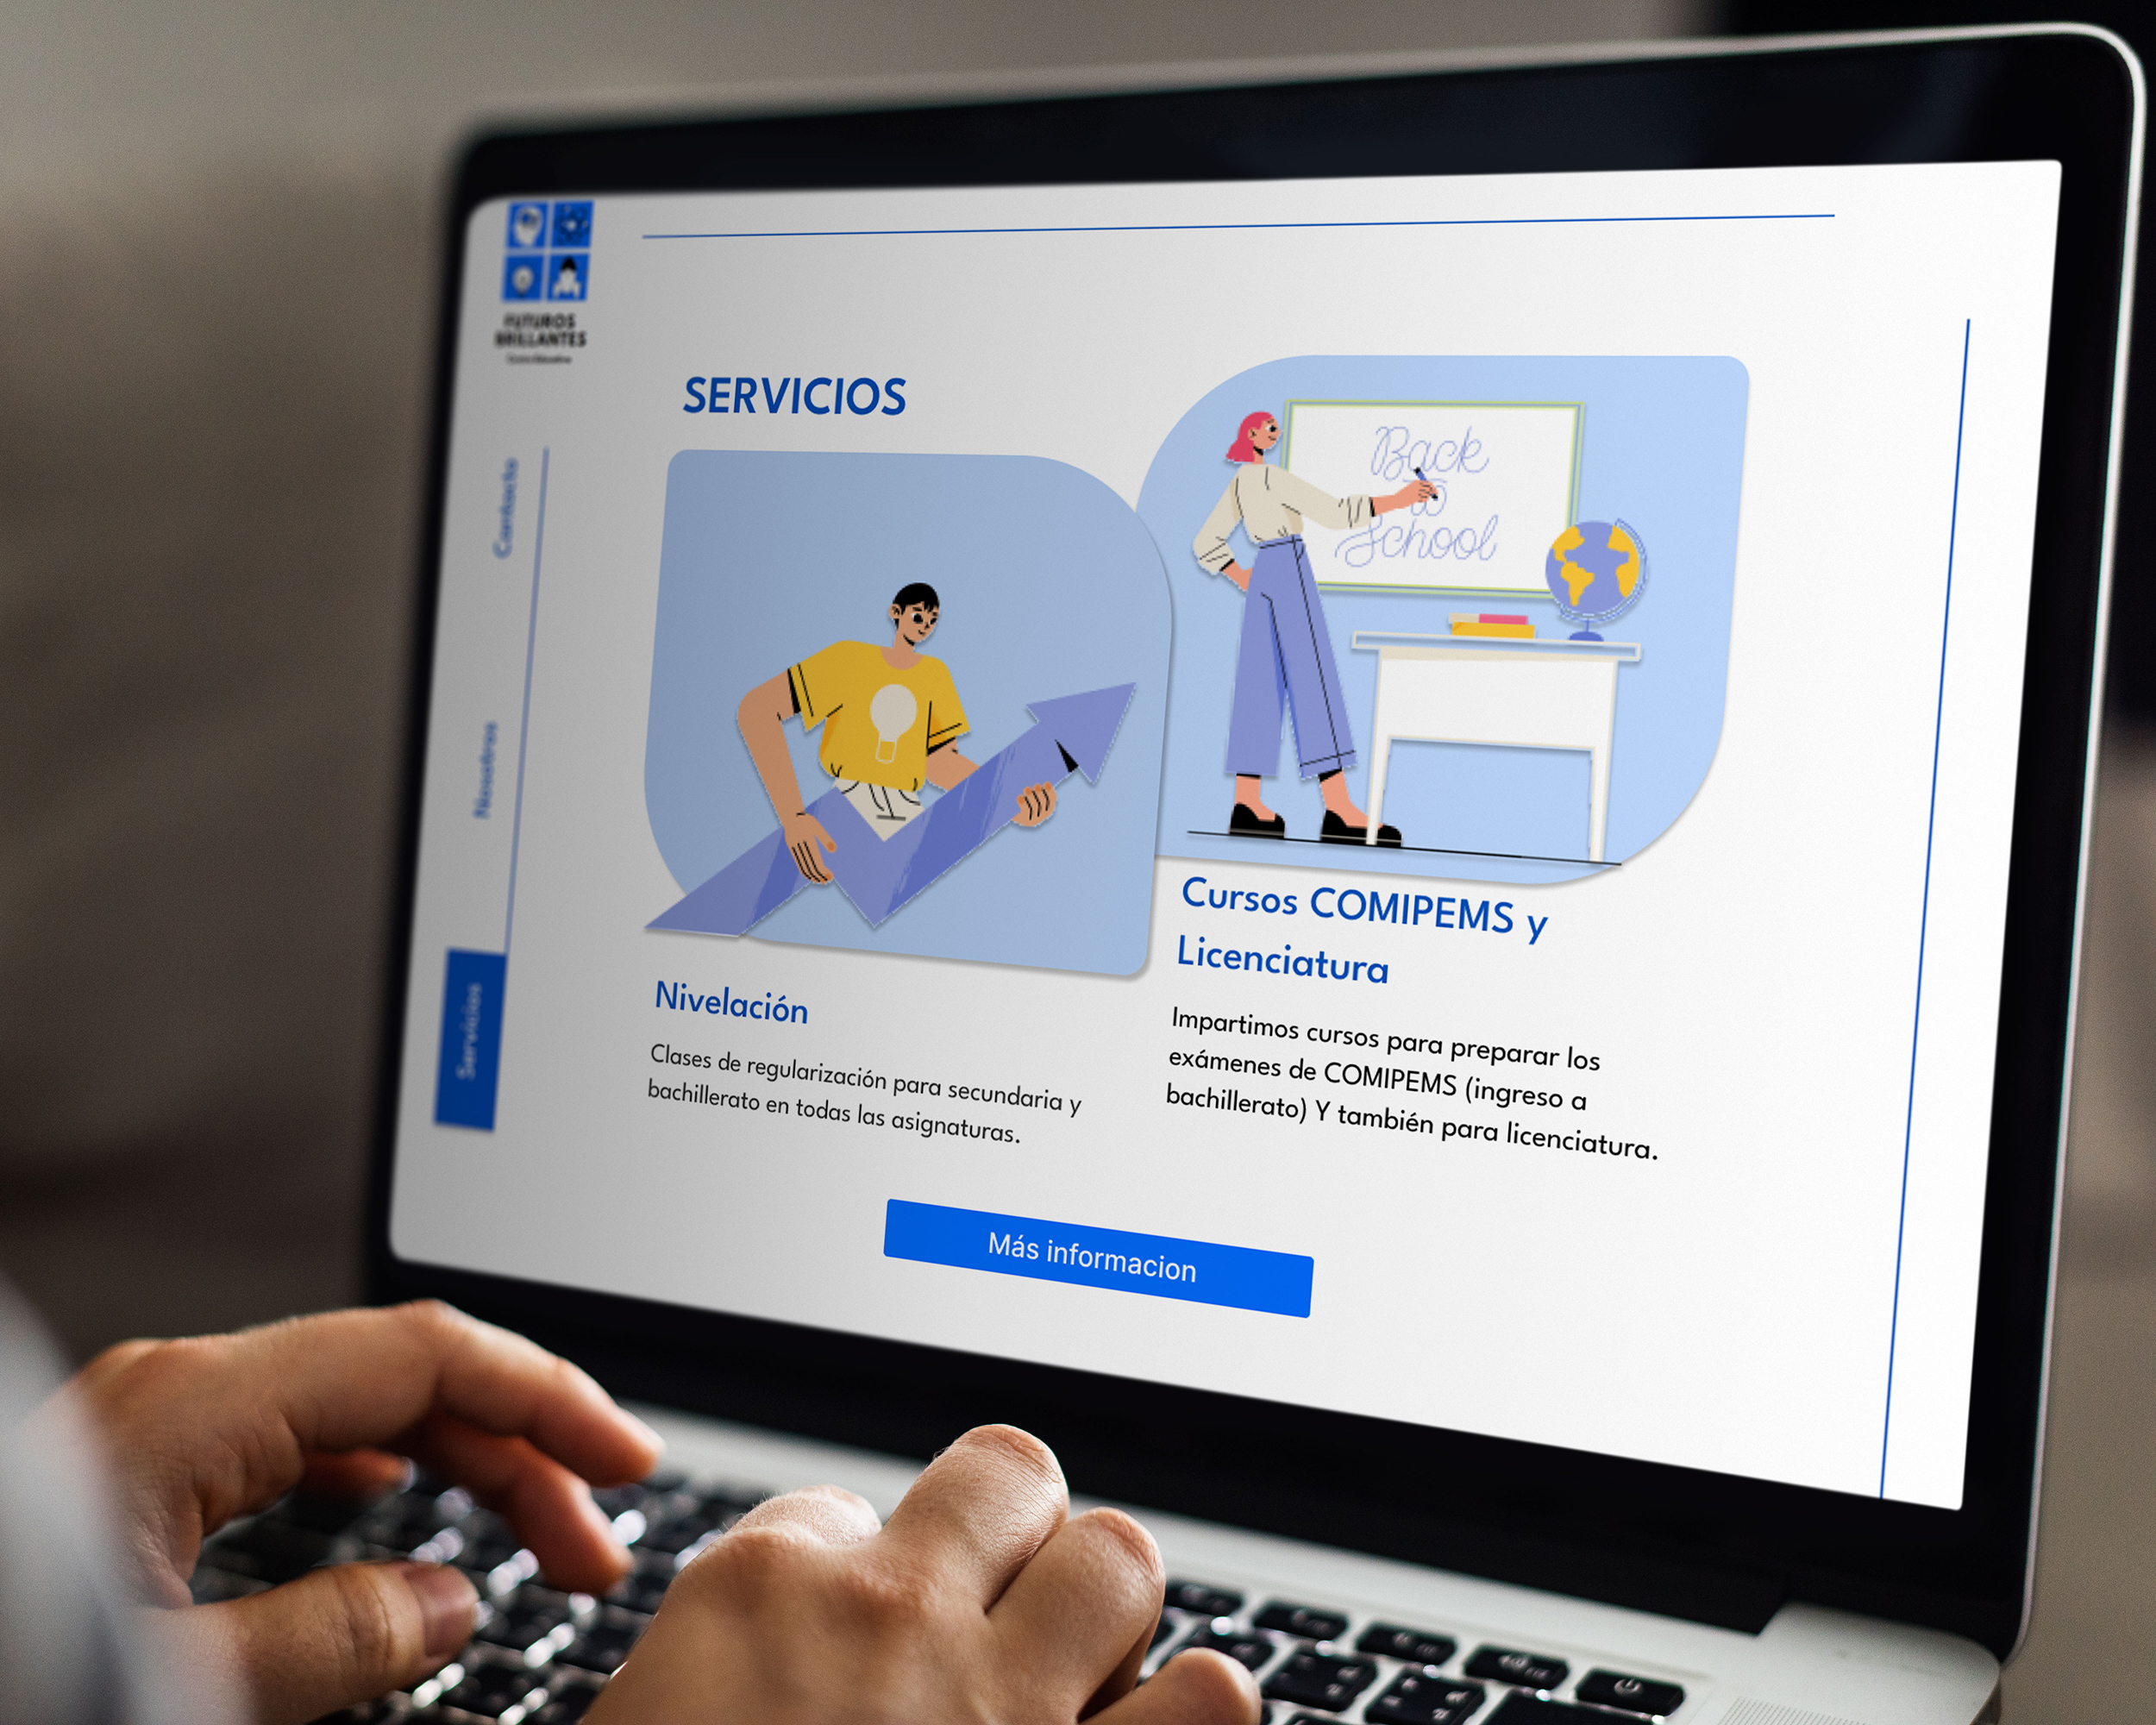 FUTUROS
BRILLANTES
Contacto
Nosotros
Servicios
SERVICIOS
Back
to
School
Nivelación
Clases de regularización para secundaria y
bachillerato en todas las asignaturas.
Cursos COMIPEMS y
Licenciatura
Impartimos cursos para preparar los
exámenes de COMIPEMS (ingreso a
bachillerato) Y también para licenciatura.
Más informacion